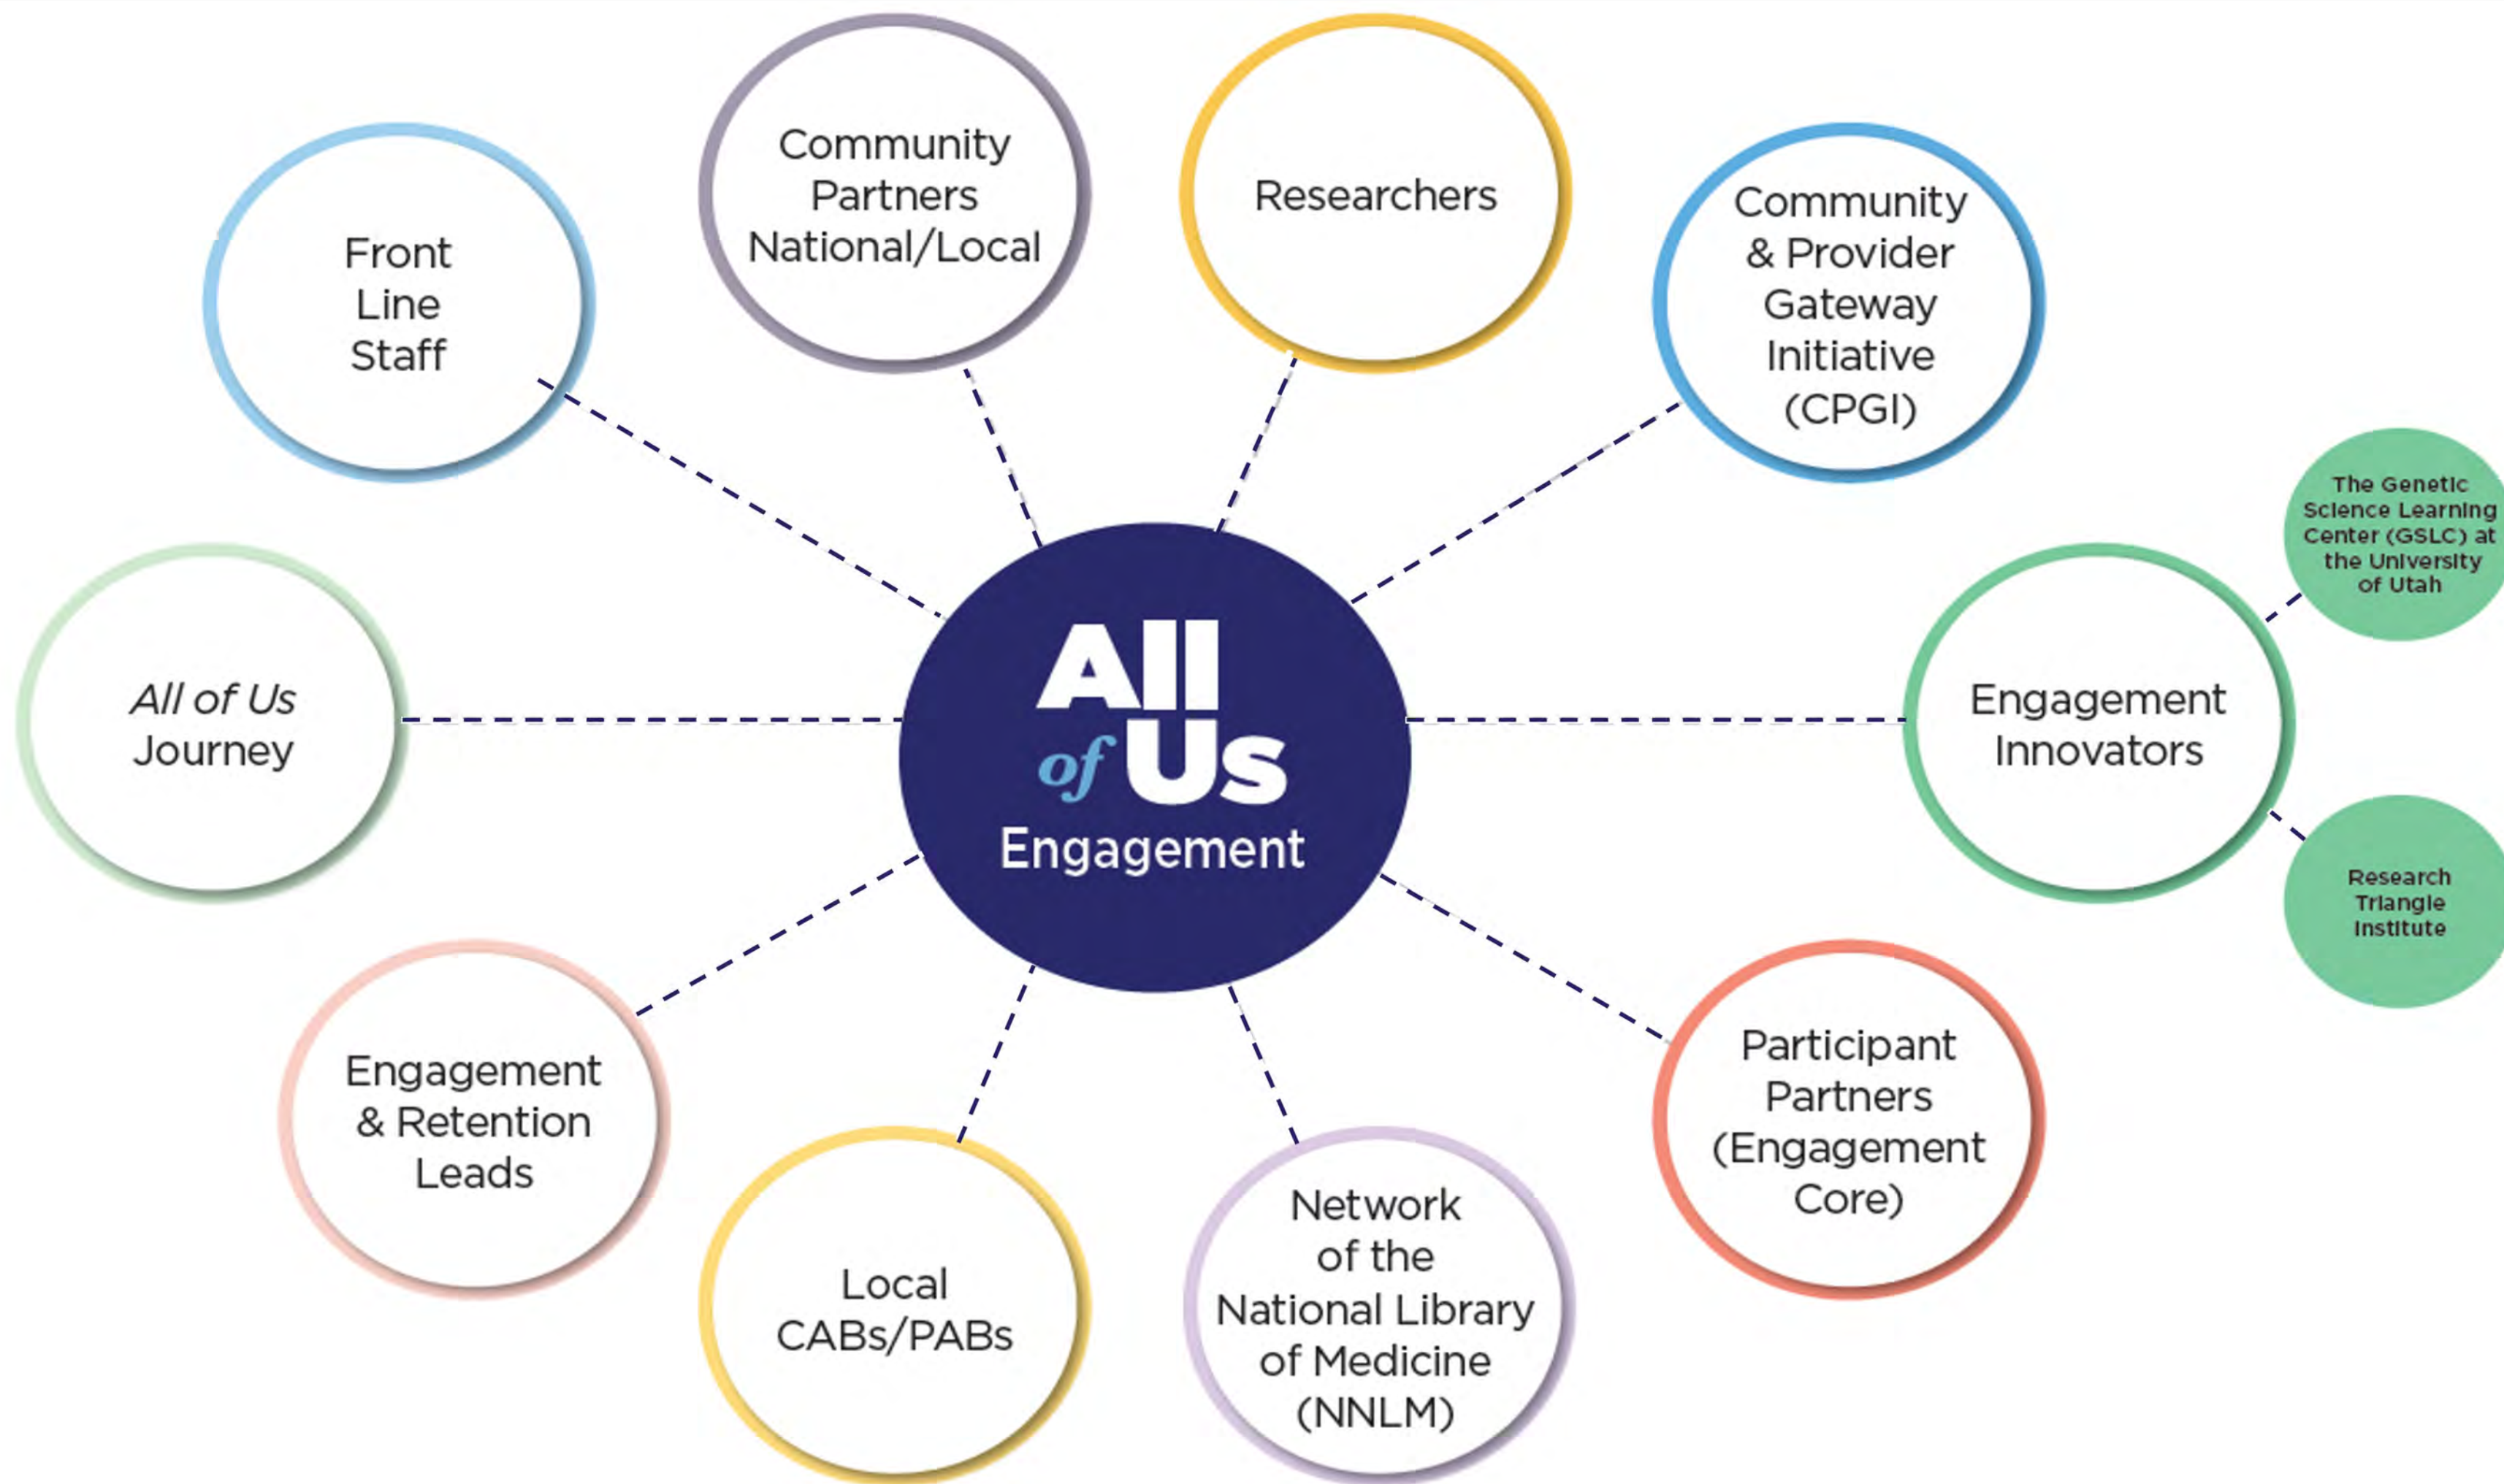 Community
Partners
National/Local
Researchers
Community
& Provider
Gateway
Initiative
(CPGI)
Front
Line
Staff
The Genetic
Science Learning
Center (GSLC) at
the University
of Utah
All
of Us
Engagement
All of Us
Journey
Engagement
Innovators
Research
Triangle
Institute
Participant
Partners
(Engagement
Core)
Engagement
& Retention
Leads
Local
CABs/PABs
Network
of the
National Library
of Medicine
(NNLM)